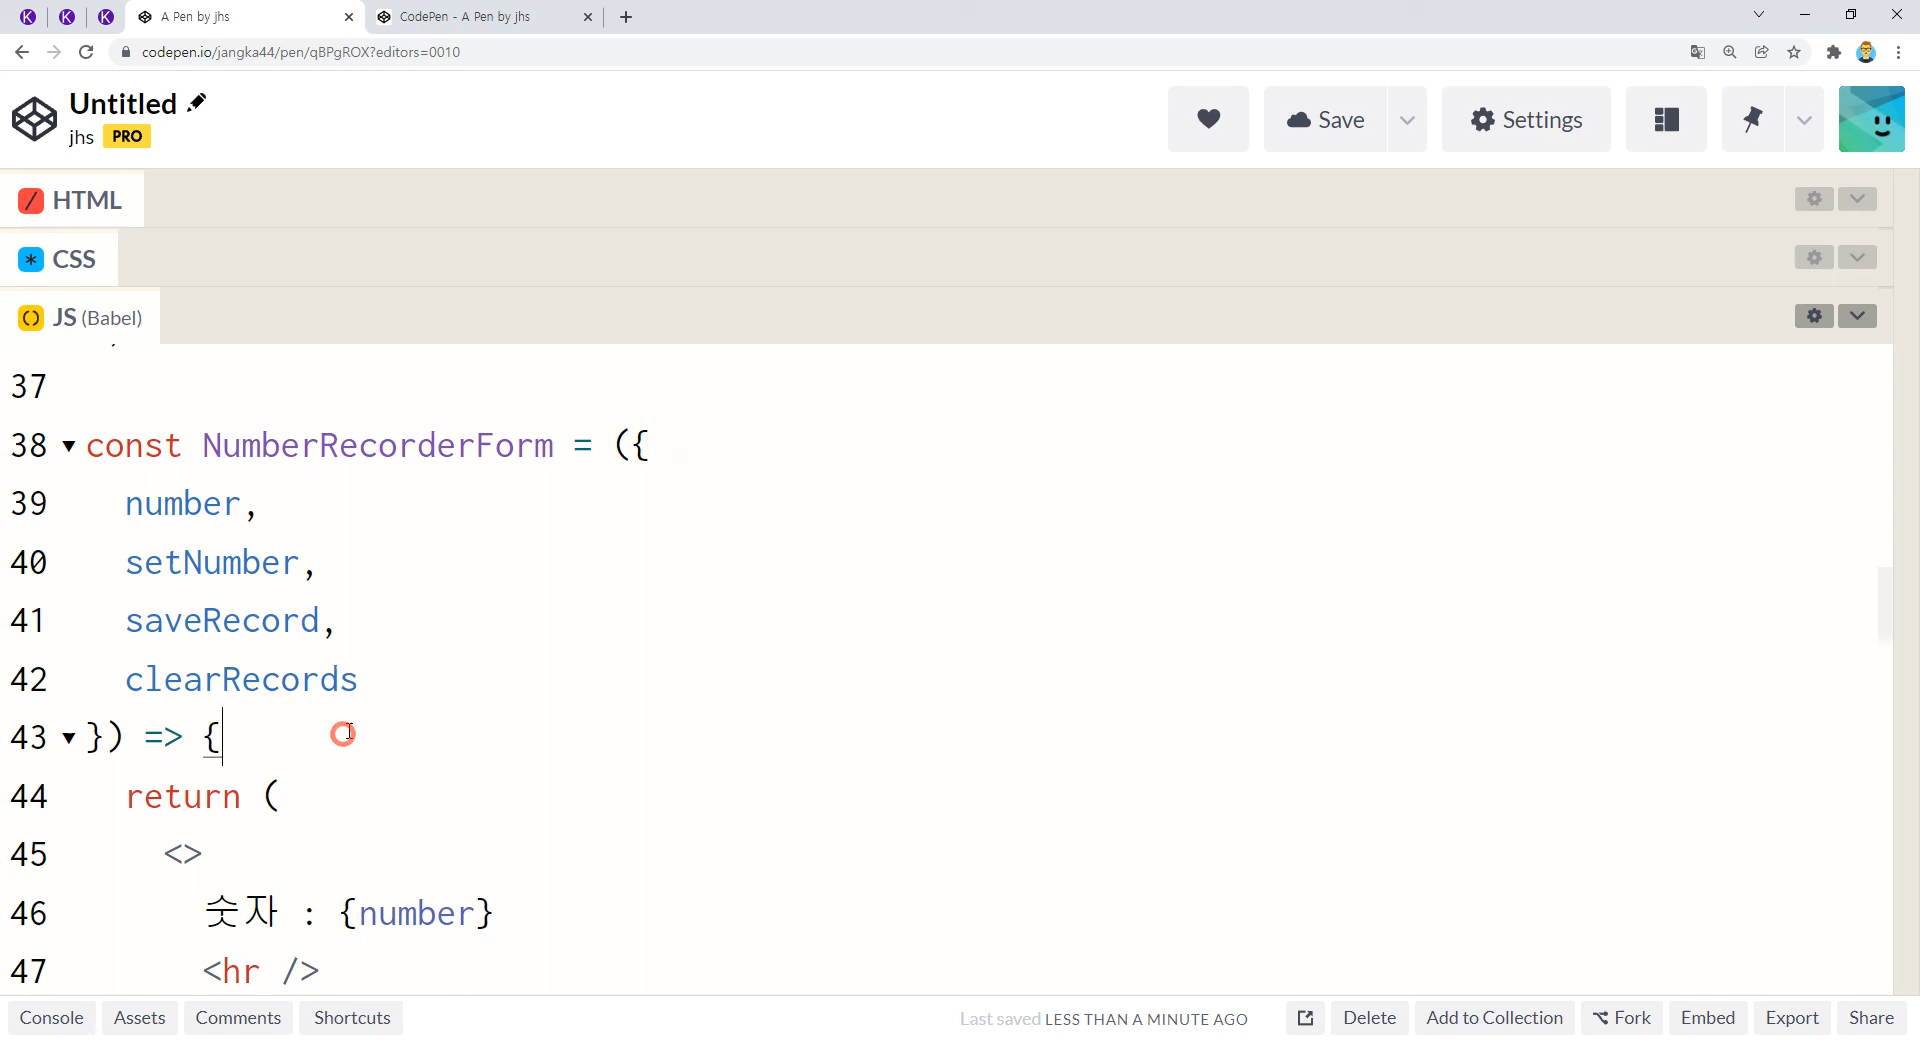 A Pen by jhs
CodePen - A Pen by jhs
codepen.io/jangka44/pen/qBPgROX?editors=0010
Untitled
jhs PRO
Save
Settings
HTML
CSS
JS (Babel)
37
38 const NumberRecorderForm = ({
39 number,
40 setNumber,
41 saveRecord,
42 clearRecords
43 }) => {
44 return (
45 <>
46 숫자 : {number}
47 <hr />
Console Assets Comments Shortcuts Last saved LESS THAN A MINUTE AGO Delete Add to Collection Fork Embed Export Share